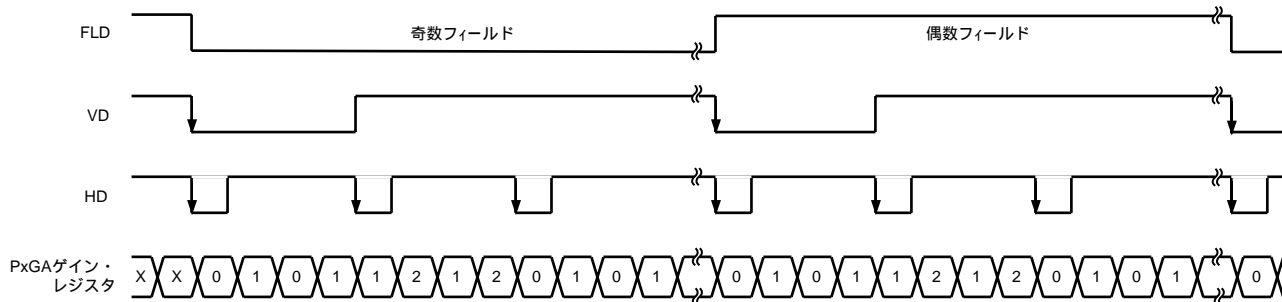 FLD
奇数フィールド
偶数フィールド
VD
HD
PxGAゲイン・
レジスタ
X X 0 1 0 1 1 2 1 2 0 1 0 1 0 1 0 1 1 2 1 2 0 1 0 1 0